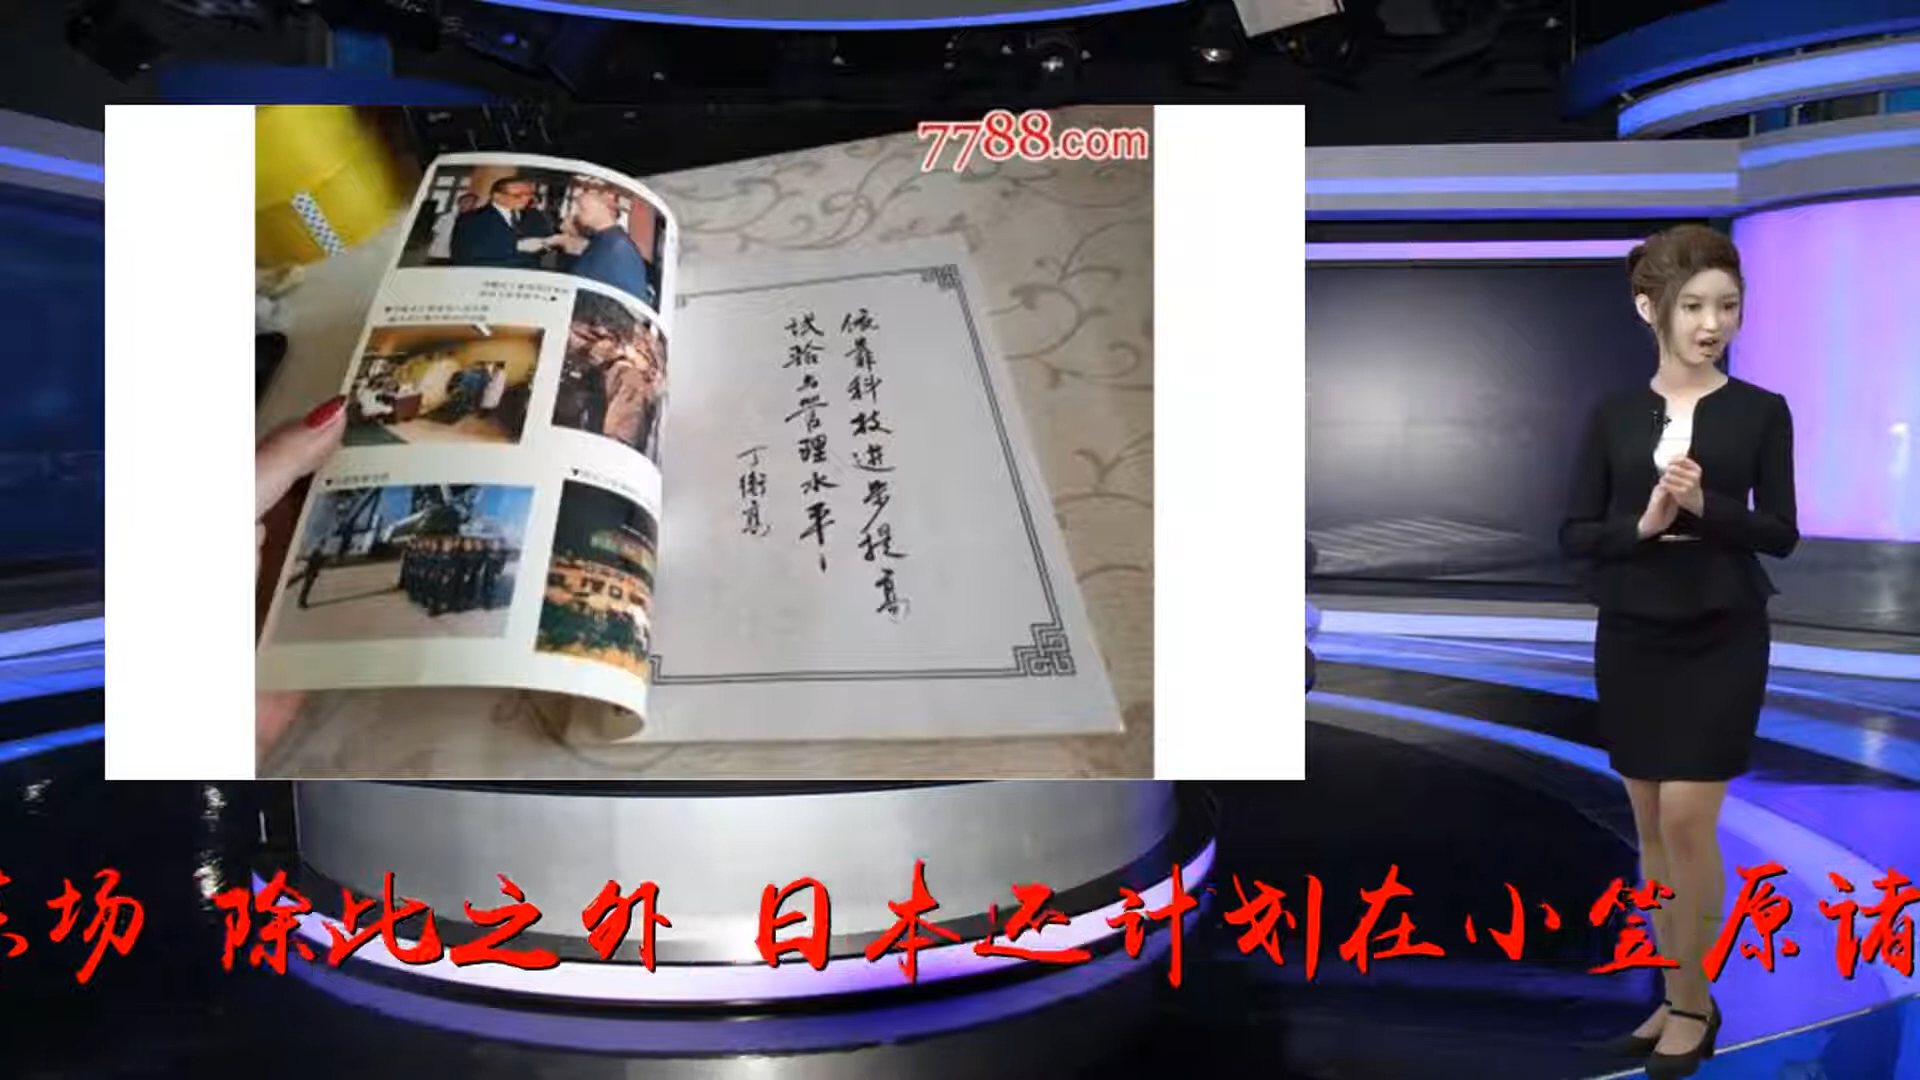 7788.com
依靠科技进步提高
试验与管理水平
丁衡高
场 除此之外 日本还计划在小笠原诸